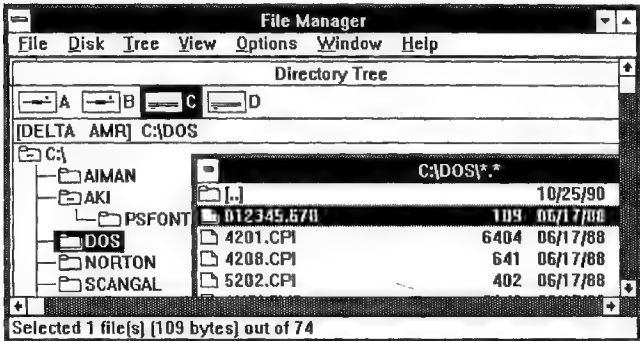 File Manager
File Disk Tree View Options Window Help
Directory Tree
A B C D
[DELTA AMR] C:\DOS
C:\
AIMAN
AKI
PSFONT
DOS
NORTON
SCANGAL
C:\DOS\*.*
[..] 10/25/90
012345.678 109 06/17/88
4201.CPI 6404 06/17/88
4208.CPI 641 06/17/88
5202.CPI 402 06/17/88
Selected 1 file(s) (109 bytes) out of 74